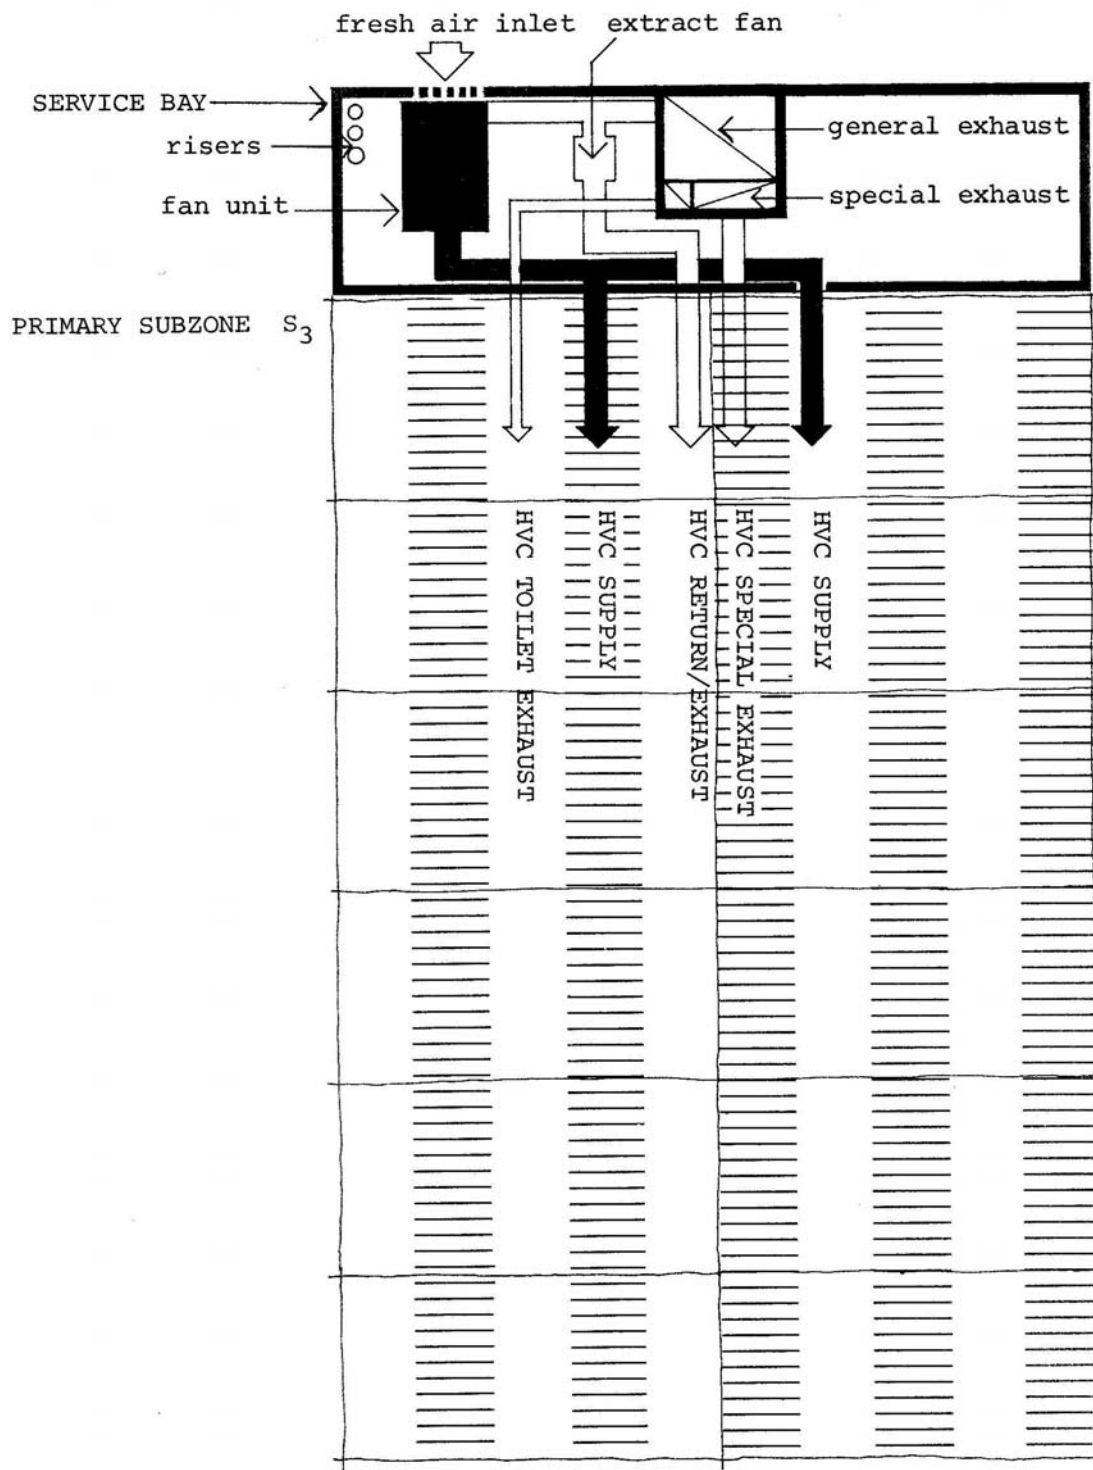 fresh air inlet
extract fan
SERVICE BAY
risers
general exhaust
fan unit
special exhaust
PRIMARY SUBZONE S3
HVC TOILET EXHAUST
HVC SUPPLY
HVC RETURN/EXHAUST
HVC SPECIAL EXHAUST
HVC SUPPLY